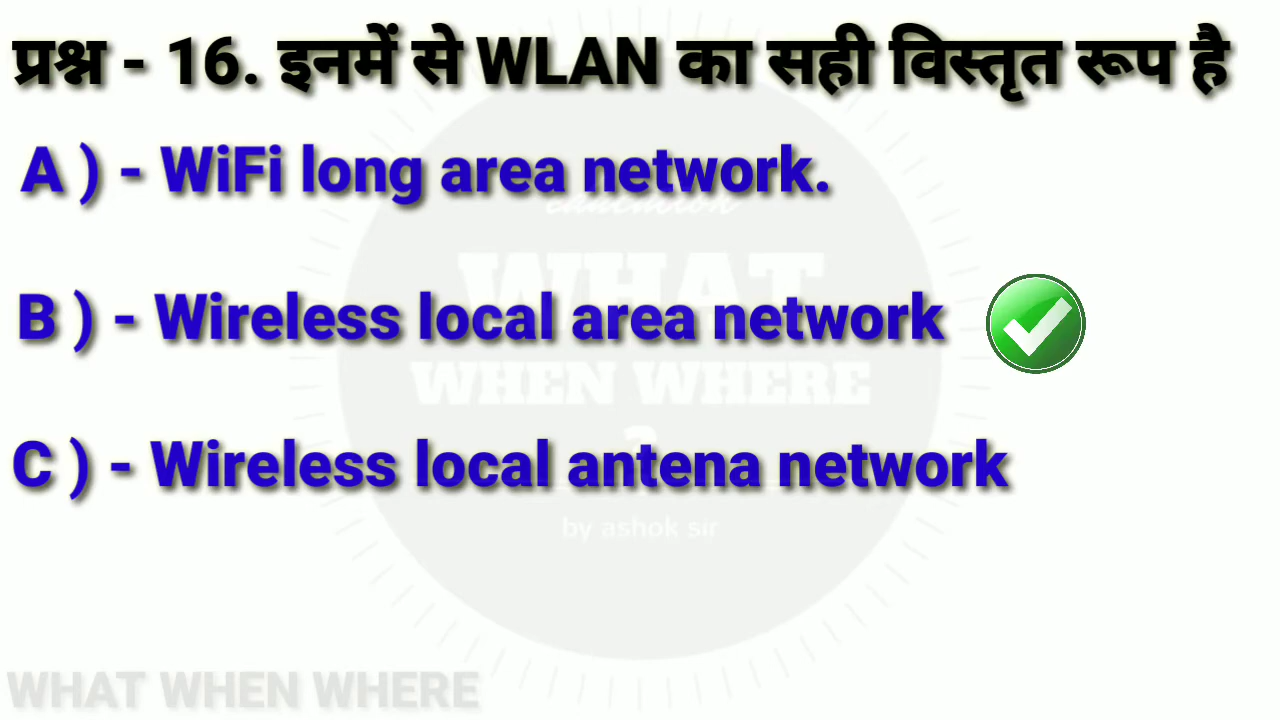 प्रश्न - 16. इनमें से WLAN का सही विस्तृत रूप है
A ) - WiFi long area network.
education
WHAT
B ) - Wireless local area network
WHEN WHERE
?
C ) - Wireless local antena network
by ashok sir
WHAT WHEN WHERE